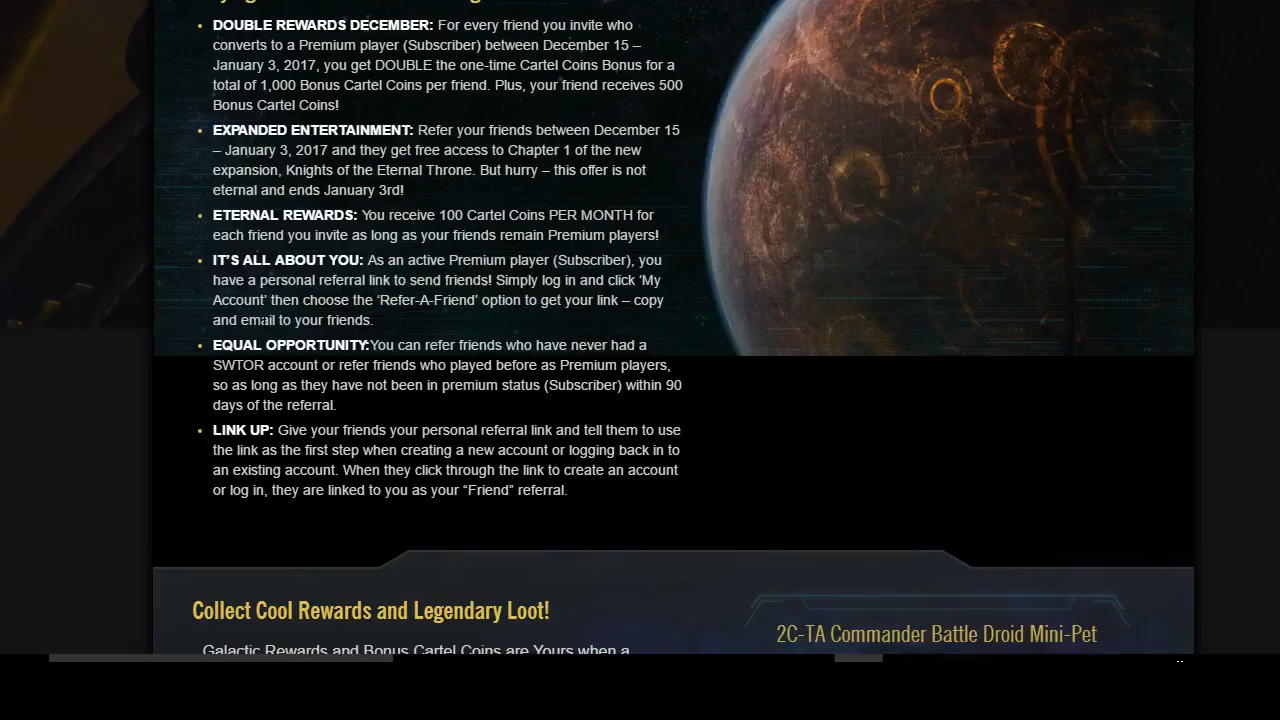 DOUBLE REWARDS DECEMBER: For every friend you invite who
converts to a Premium player (Subscriber) between December 15 –
January 3, 2017, you get DOUBLE the one-time Cartel Coins Bonus for a
total of 1,000 Bonus Cartel Coins per friend. Plus, your friend receives 500
Bonus Cartel Coins!
EXPANDED ENTERTAINMENT: Refer your friends between December 15
– January 3, 2017 and they get free access to Chapter 1 of the new
expansion, Knights of the Eternal Throne. But hurry – this offer is not
eternal and ends January 3rd!
ETERNAL REWARDS: You receive 100 Cartel Coins PER MONTH for
each friend you invite as long as your friends remain Premium players!
IT'S ALL ABOUT YOU: As an active Premium player (Subscriber), you
have a personal referral link to send friends! Simply log in and click ‘My
Account’ then choose the ‘Refer-A-Friend’ option to get your link – copy
and email to your friends.
EQUAL OPPORTUNITY:You can refer friends who have never had a
SWTOR account or refer friends who played before as Premium players,
so as long as they have not been in premium status (Subscriber) within 90
days of the referral.
LINK UP: Give your friends your personal referral link and tell them to use
the link as the first step when creating a new account or logging back in to
an existing account. When they click through the link to create an account
or log in, they are linked to you as your “Friend” referral.
Collect Cool Rewards and Legendary Loot!
2C-TA Commander Battle Droid Mini-Pet
Galactic Rewards and Bonus Cartel Coins are Yours when a